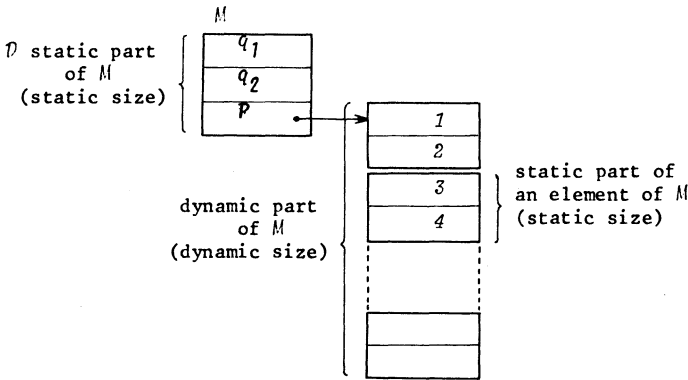 M
q1
q2
p
D static part
of M
(static size)
1
2
3
4
static part of
an element of M
(static size)
dynamic part
of M
(dynamic size)